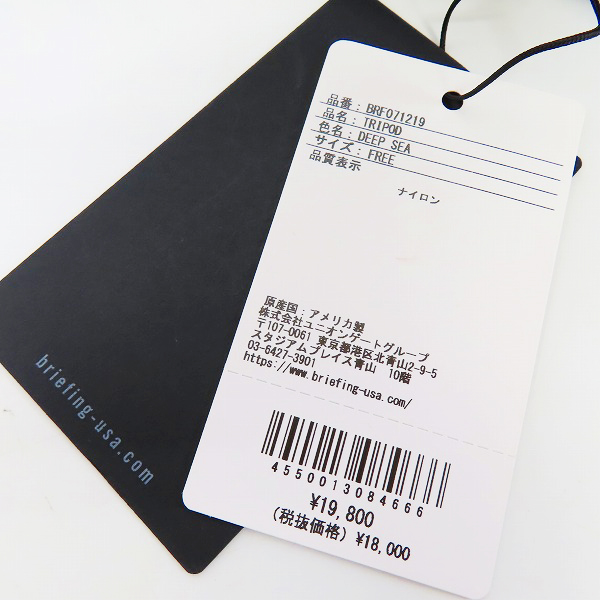 品番：BRF071219
品名：TRIPOD
色名：DEEP SEA
サイズ：FREE
品質表示
ナイロン
原産国：アメリカ製
株式会社ユニオンゲートグループ
〒107-0061 東京都港区北青山2-9-5
スタジアムプレイス青山 10階
03-6427-3901
https://www.briefing-usa.com/
4550013084666
¥19,800
(税抜価格) ¥18,000
briefing-usa.com